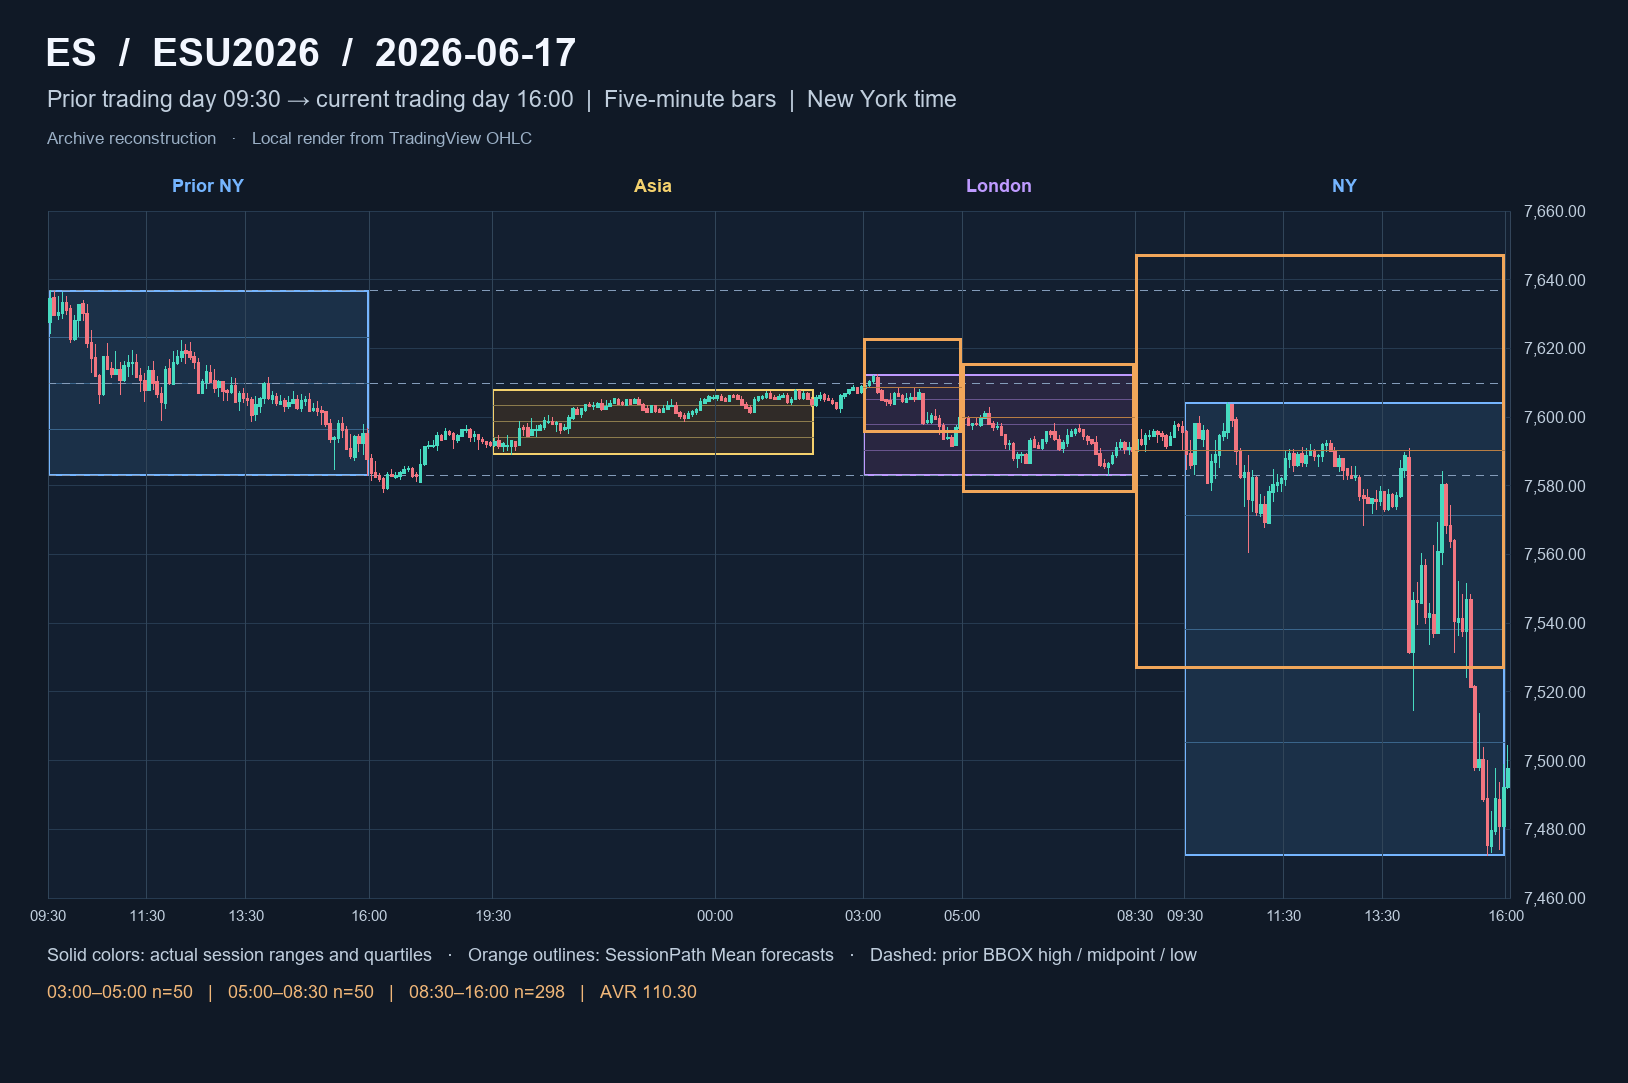 ES / ESU2026 / 2026-06-17
Prior trading day 09:30 → current trading day 16:00 | Five-minute bars | New York time
Archive reconstruction · Local render from TradingView OHLC
Prior NY Asia London NY
7,660.00
7,640.00
7,620.00
7,600.00
7,580.00
7,560.00
7,540.00
7,520.00
7,500.00
7,480.00
7,460.00
09:30 11:30 13:30 16:00 19:30 00:00 03:00 05:00 08:30 09:30 11:30 13:30 16:00
Solid colors: actual session ranges and quartiles · Orange outlines: SessionPath Mean forecasts · Dashed: prior BBOX high / midpoint / low
03:00–05:00 n=50 | 05:00–08:30 n=50 | 08:30–16:00 n=298 | AVR 110.30